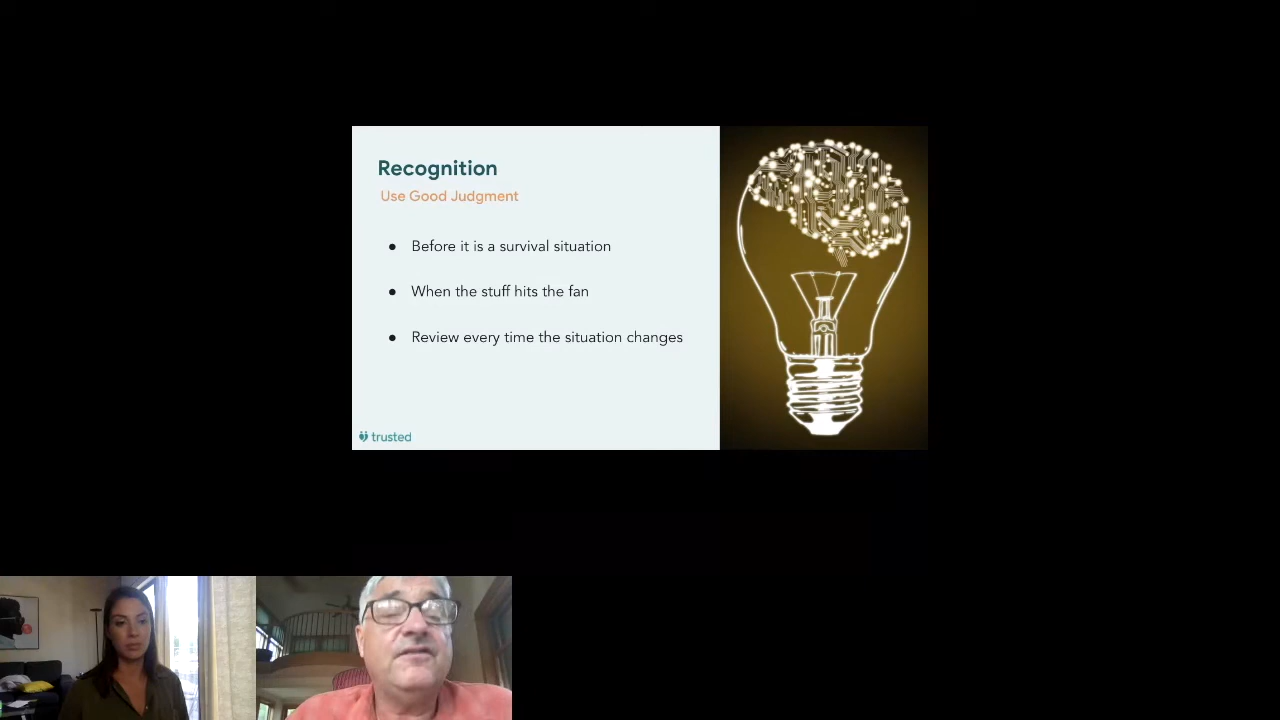 Recognition
Use Good Judgment
● Before it is a survival situation
● When the stuff hits the fan
● Review every time the situation changes
trusted